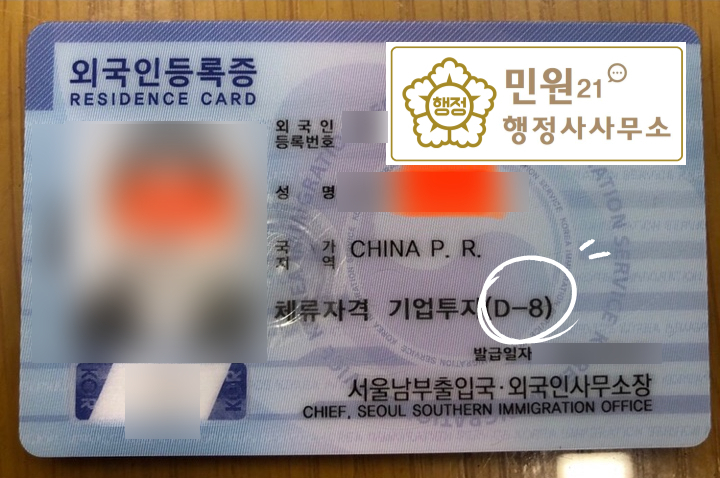 외국인등록증
RESIDENCE CARD
행정
민원21
행정사사무소
외국인
등록번호
성 명
국 가
지 역
CHINA P. R.
체류자격 기업투자(D-8)
발급일자
서울남부출입국·외국인사무소장
CHIEF, SEOUL SOUTHERN IMMIGRATION OFFICE
KOR
KOR